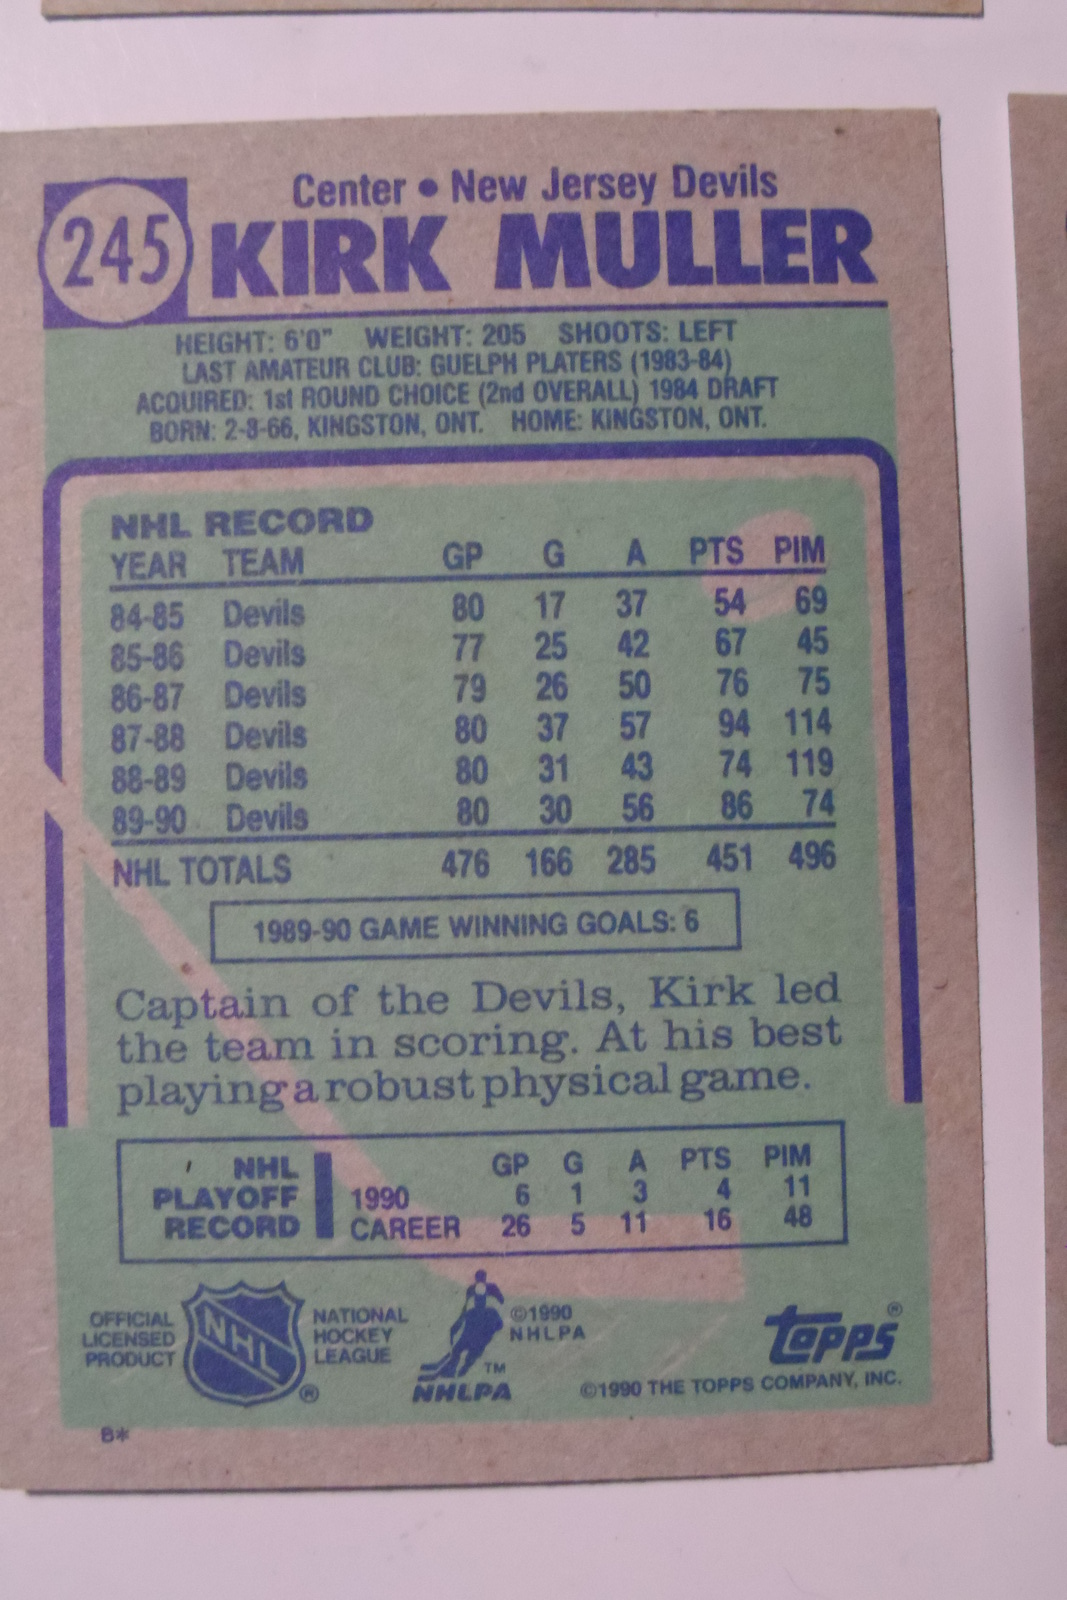 Center • New Jersey Devils
245 KIRK MULLER
HEIGHT: 6'0" WEIGHT: 205 SHOOTS: LEFT
LAST AMATEUR CLUB: GUELPH PLATERS (1983-84)
ACQUIRED: 1st ROUND CHOICE (2nd OVERALL) 1984 DRAFT
BORN: 2-8-66, KINGSTON, ONT. HOME: KINGSTON, ONT.
NHL RECORD
YEAR TEAM GP G A PTS PIM
84-85 Devils 80 17 37 54 69
85-86 Devils 77 25 42 67 45
86-87 Devils 79 26 50 76 75
87-88 Devils 80 37 57 94 114
88-89 Devils 80 31 43 74 119
89-90 Devils 80 30 56 86 74
NHL TOTALS 476 166 285 451 496
1989-90 GAME WINNING GOALS: 6
Captain of the Devils, Kirk led
the team in scoring. At his best
playing a robust physical game.
NHL GP G A PTS PIM
PLAYOFF 1990 6 1 3 4 11
RECORD CAREER 26 5 11 16 48
OFFICIAL
LICENSED
PRODUCT
NHL
®
NATIONAL
HOCKEY
LEAGUE
©1990
NHLPA
™
NHLPA
TOPPS®
©1990 THE TOPPS COMPANY, INC.
B*